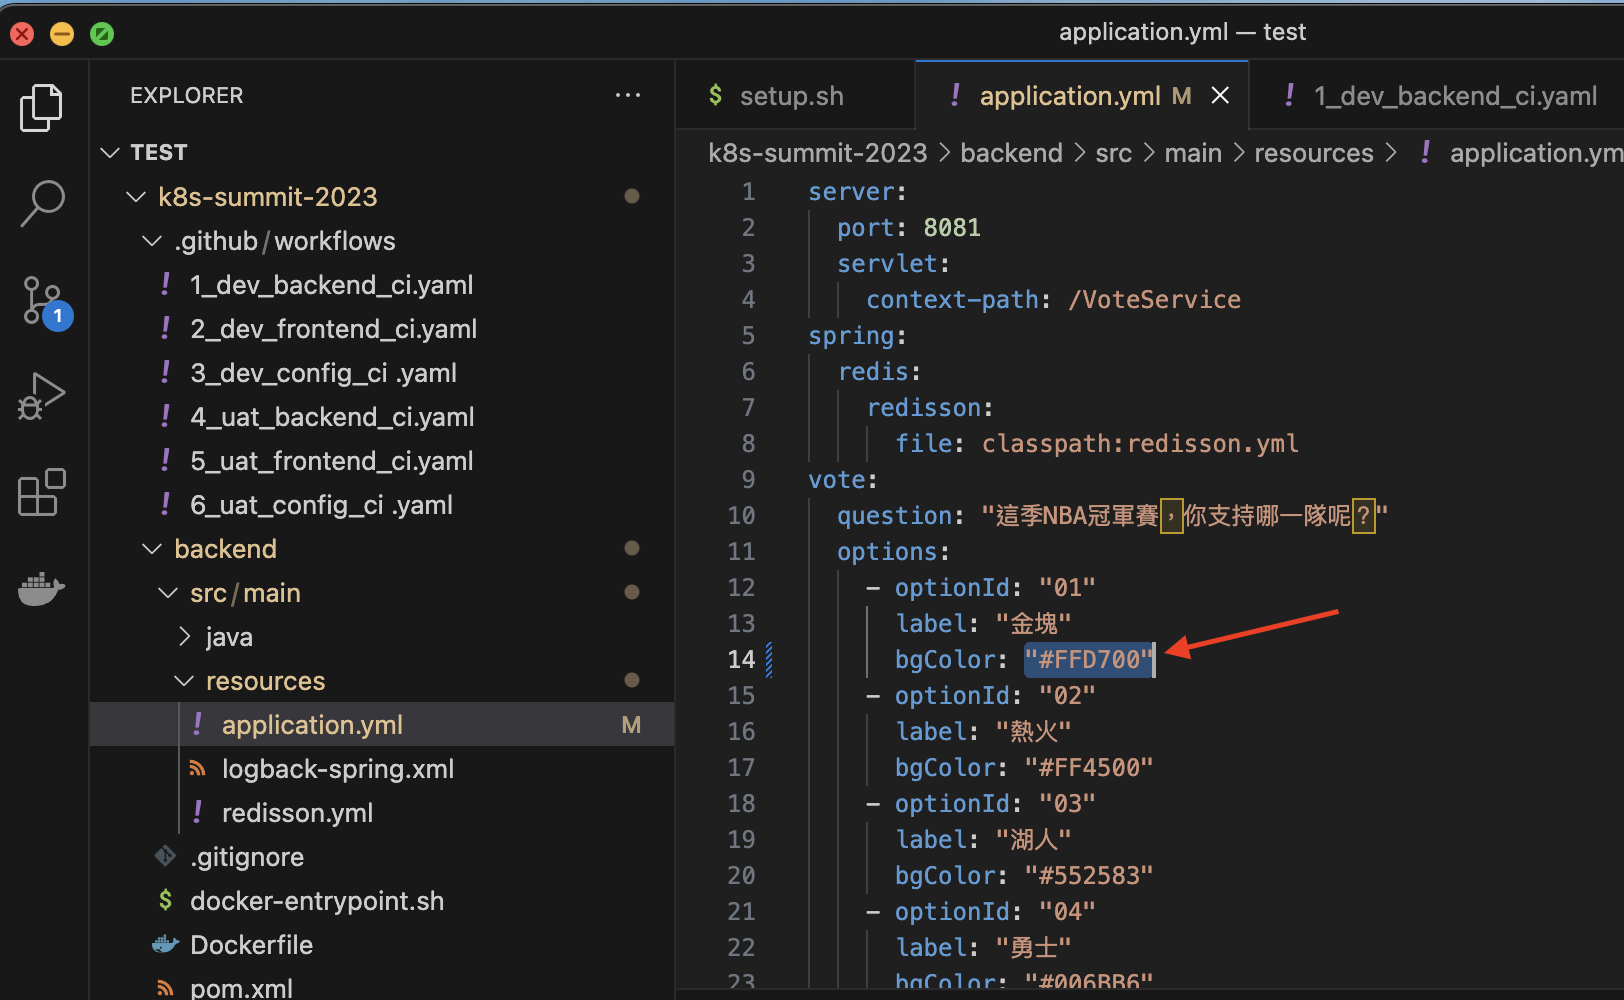 application.yml — test
EXPLORER
TEST
k8s-summit-2023
.github/workflows
1_dev_backend_ci.yaml
2_dev_frontend_ci.yaml
3_dev_config_ci .yaml
4_uat_backend_ci.yaml
5_uat_frontend_ci.yaml
6_uat_config_ci .yaml
backend
src/main
java
resources
application.yml M
logback-spring.xml
redisson.yml
.gitignore
docker-entrypoint.sh
Dockerfile
pom.xml
1
setup.sh
application.yml M
1_dev_backend_ci.yaml
k8s-summit-2023 > backend > src > main > resources > ! application.ym
1 server:
2 port: 8081
3 servlet:
4 context-path: /VoteService
5 spring:
6 redis:
7 redisson:
8 file: classpath:redisson.yml
9 vote:
10 question: "這季NBA冠軍賽，你支持哪一隊呢？"
11 options:
12 - optionId: "01"
13 label: "金塊"
14 bgColor: "#FFD700"
15 - optionId: "02"
16 label: "熱火"
17 bgColor: "#FF4500"
18 - optionId: "03"
19 label: "湖人"
20 bgColor: "#552583"
21 - optionId: "04"
22 label: "勇士"
23 bgColor: "#006BB6"